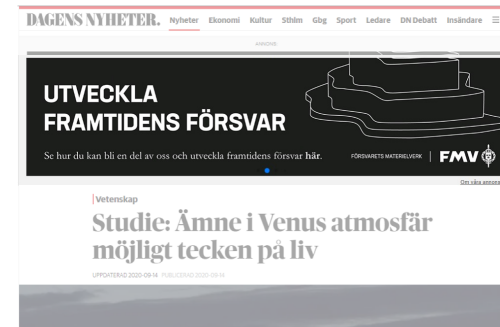 DAGENS NYHETER. Nyheter Ekonomi Kultur Sthlm Gbg Sport Ledare DN Debatt Insändare
ANNONS:
UTVECKLA
FRAMTIDENS FÖRSVAR
Se hur du kan bli en del av oss och utveckla framtidens försvar här.
FÖRSVARETS MATERIELVERK | FMV
Om våra annons
Vetenskap
Studie: Ämne i Venus atmosfär
möjligt tecken på liv
UPPDATERAD 2020-09-14 PUBLICERAD 2020-09-14